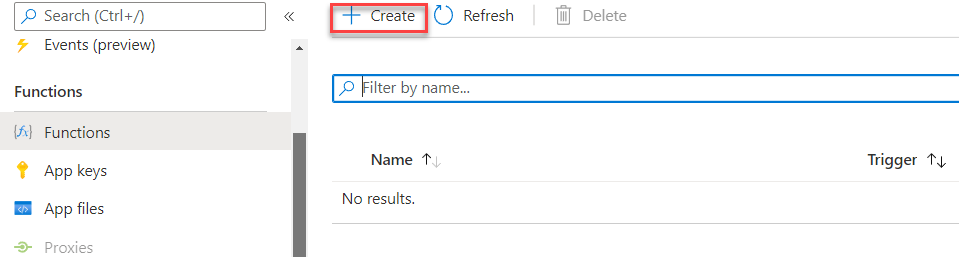 Search (Ctrl+/)
«
Create
Refresh
Delete
Events (preview)
Functions
Filter by name...
Functions
Name
Trigger
App keys
No results.
App files
Proxies